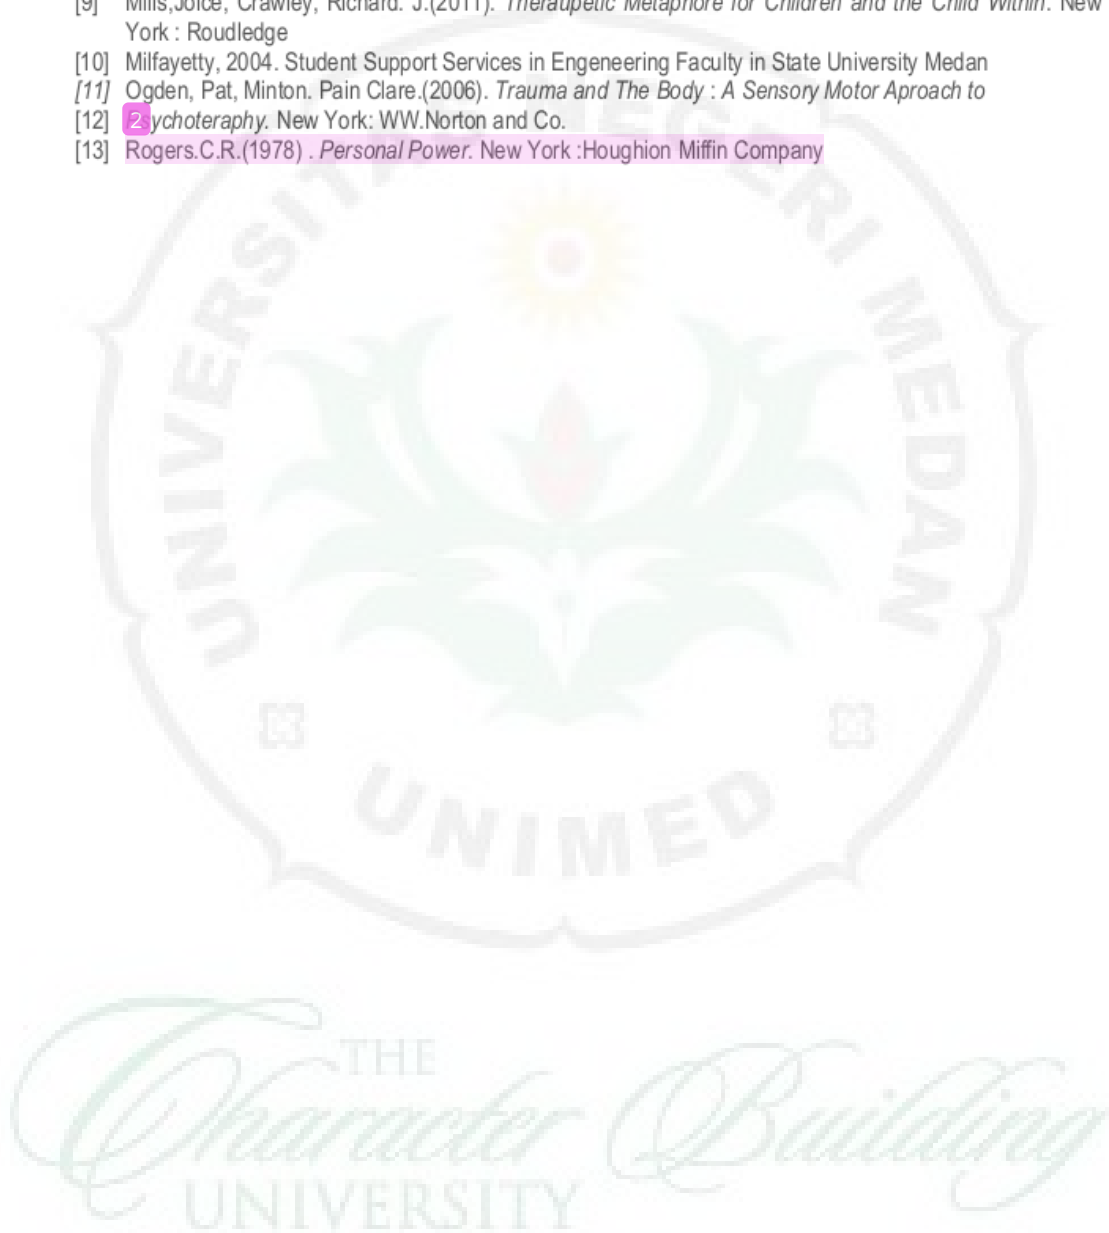 [9] Mills,Joice, Crawley, Richard. J.(2011). Theraupetic Metaphore for Children and the Child Within. New
York : Roudledge
[10] Milfayetty, 2004. Student Support Services in Engeneering Faculty in State University Medan
[11] Ogden, Pat, Minton. Pain Clare.(2006). Trauma and The Body : A Sensory Motor Aproach to
[12] 2 Psychoteraphy. New York: WW.Norton and Co.
[13] Rogers.C.R.(1978) . Personal Power. New York :Houghion Miffin Company
UNIVERSITAS NEGERI MEDAN
UNIMED
THE
Character Building
UNIVERSITY